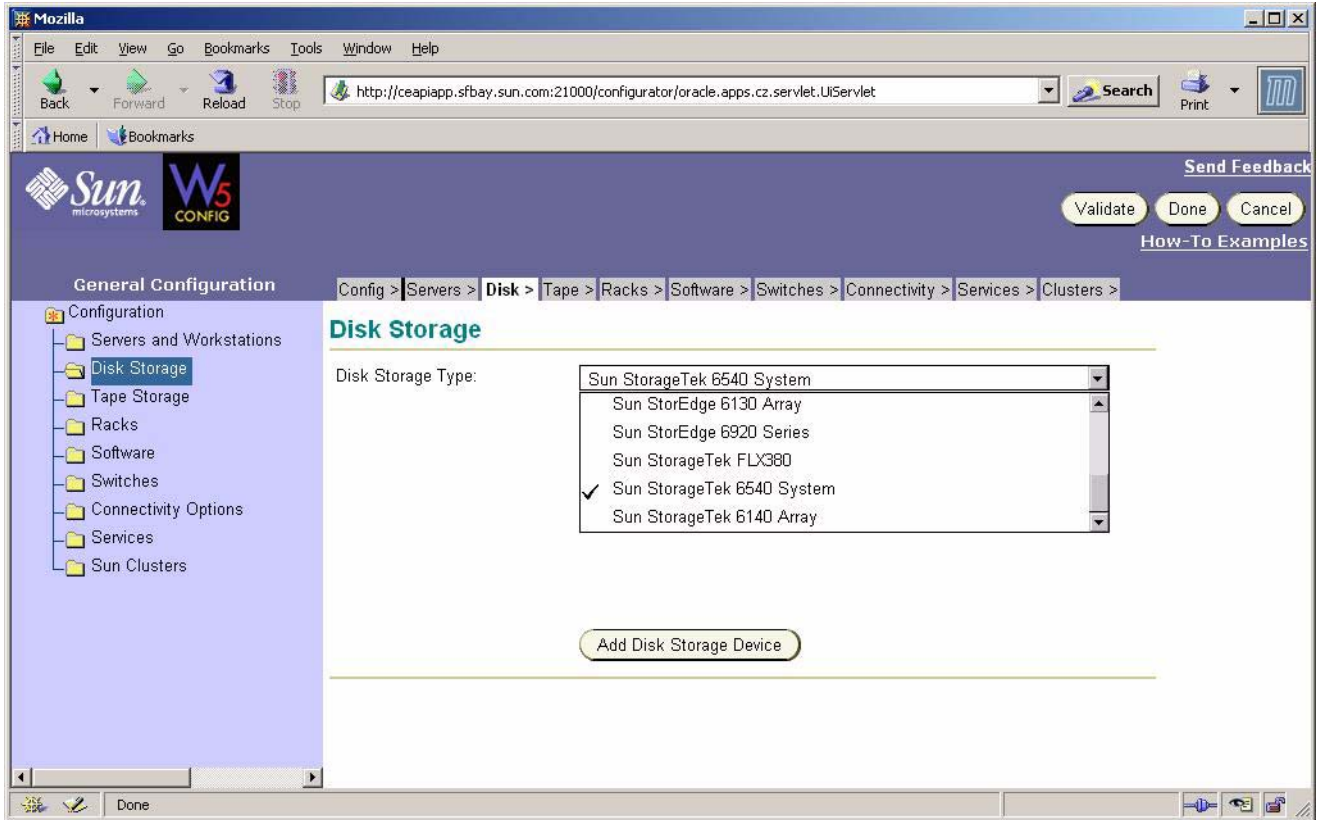 Mozilla
File Edit View Go Bookmarks Tools Window Help
Back Forward Reload Stop http://ceapiapp.sfbay.sun.com:21000/configurator/oracle.apps.cz.servlet.UiServlet Search Print
Home Bookmarks
Send Feedback
Sun microsystems W5 CONFIG
Validate Done Cancel
How-To Examples
General Configuration
Config > Servers > Disk > Tape > Racks > Software > Switches > Connectivity > Services > Clusters >
Configuration
Servers and Workstations
Disk Storage
Tape Storage
Racks
Software
Switches
Connectivity Options
Services
Sun Clusters
Disk Storage
Disk Storage Type: Sun StorageTek 6540 System
Sun StorEdge 6130 Array
Sun StorEdge 6920 Series
Sun StorageTek FLX380
Sun StorageTek 6540 System
Sun StorageTek 6140 Array
Add Disk Storage Device
Done